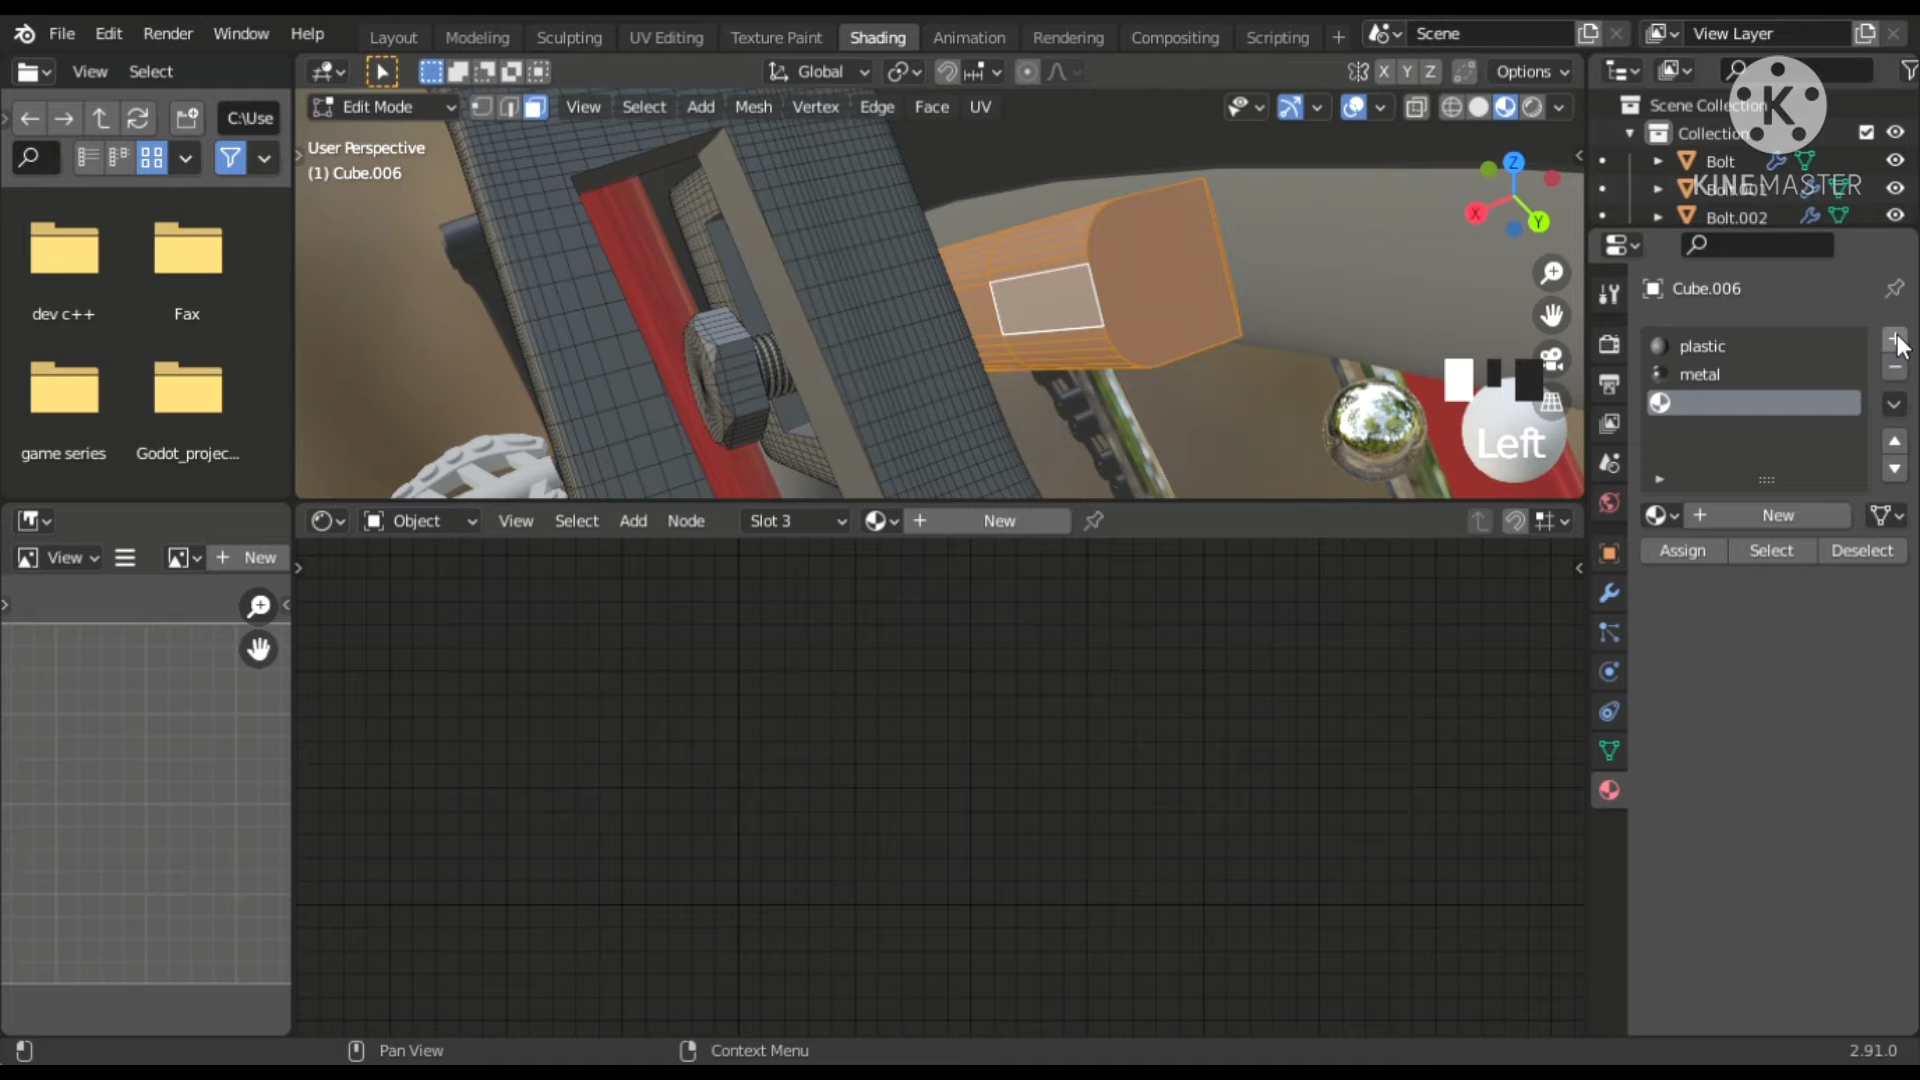 File Edit Render Window Help
Layout Modeling Sculpting UV Editing Texture Paint Shading Animation Rendering Compositing Scripting
Scene
View Layer
View Select
Global
X Y Z
Options
C:\Use
Edit Mode
View Select Add Mesh Vertex Edge Face UV
User Perspective
(1) Cube.006
Z
X
Y
Scene Collection
Collection
Bolt
Bolt.001
Bolt.002
K
KINEMASTER
dev c++
Fax
game series
Godot_projec...
Cube.006
plastic
metal
Left
New
Assign Select Deselect
Object
View Select Add Node
Slot 3
New
View
New
Pan View
Context Menu
2.91.0